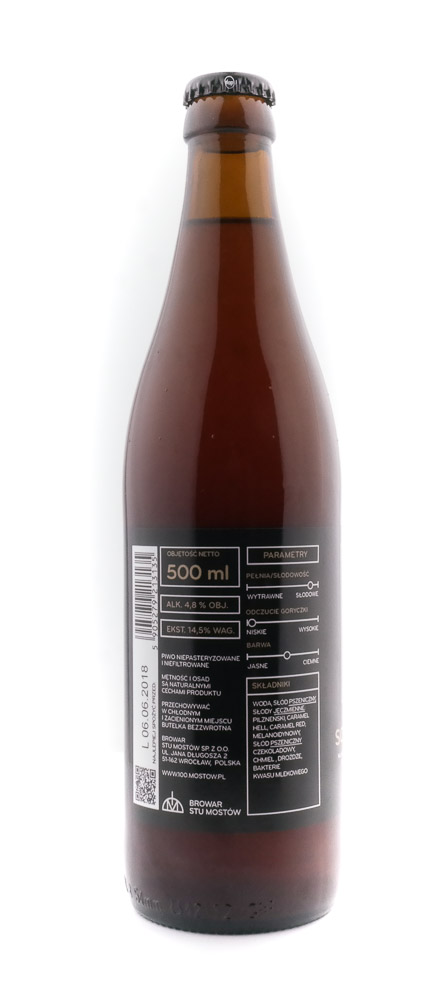 OBJĘTOŚĆ NETTO
500 ml
ALK. 4,8 % OBJ.
EKST. 14,5% WAG.
PIWO NIEPASTERYZOWANE
I NIEFILTROWANE
MĘTNOŚĆ I OSAD
SĄ NATURALNYMI
CECHAMI PRODUKTU
PRZECHOWYWAĆ
W CHŁODNYM
I ZACIENIONYM MIEJSCU
BUTELKA BEZZWROTNA
BROWAR
STU MOSTÓW SP. Z O.O.
UL. JANA DŁUGOSZA 2
51-162 WROCŁAW, POLSKA
WWW.100MOSTOW.PL
BROWAR
STU MOSTÓW
PARAMETRY
PEŁNIA/SŁODOWOŚĆ
WYTRAWNE SŁODOWE
ODCZUCIE GORYCZKI
NISKIE WYSOKIE
BARWA
JASNE CIEMNE
SKŁADNIKI
WODA, SŁÓD PSZENICZNY,
SŁODY JĘCZMIENNE:
PILZNEŃSKI, CARAMEL
HELL, CARAMEL RED,
MELANOIDYNOWY,
SŁÓD PSZENICZNY
CZEKOLADOWY,
CHMIEL, DROŻDŻE,
BAKTERIE
KWASU MLEKOWEGO
L 06.06.2018